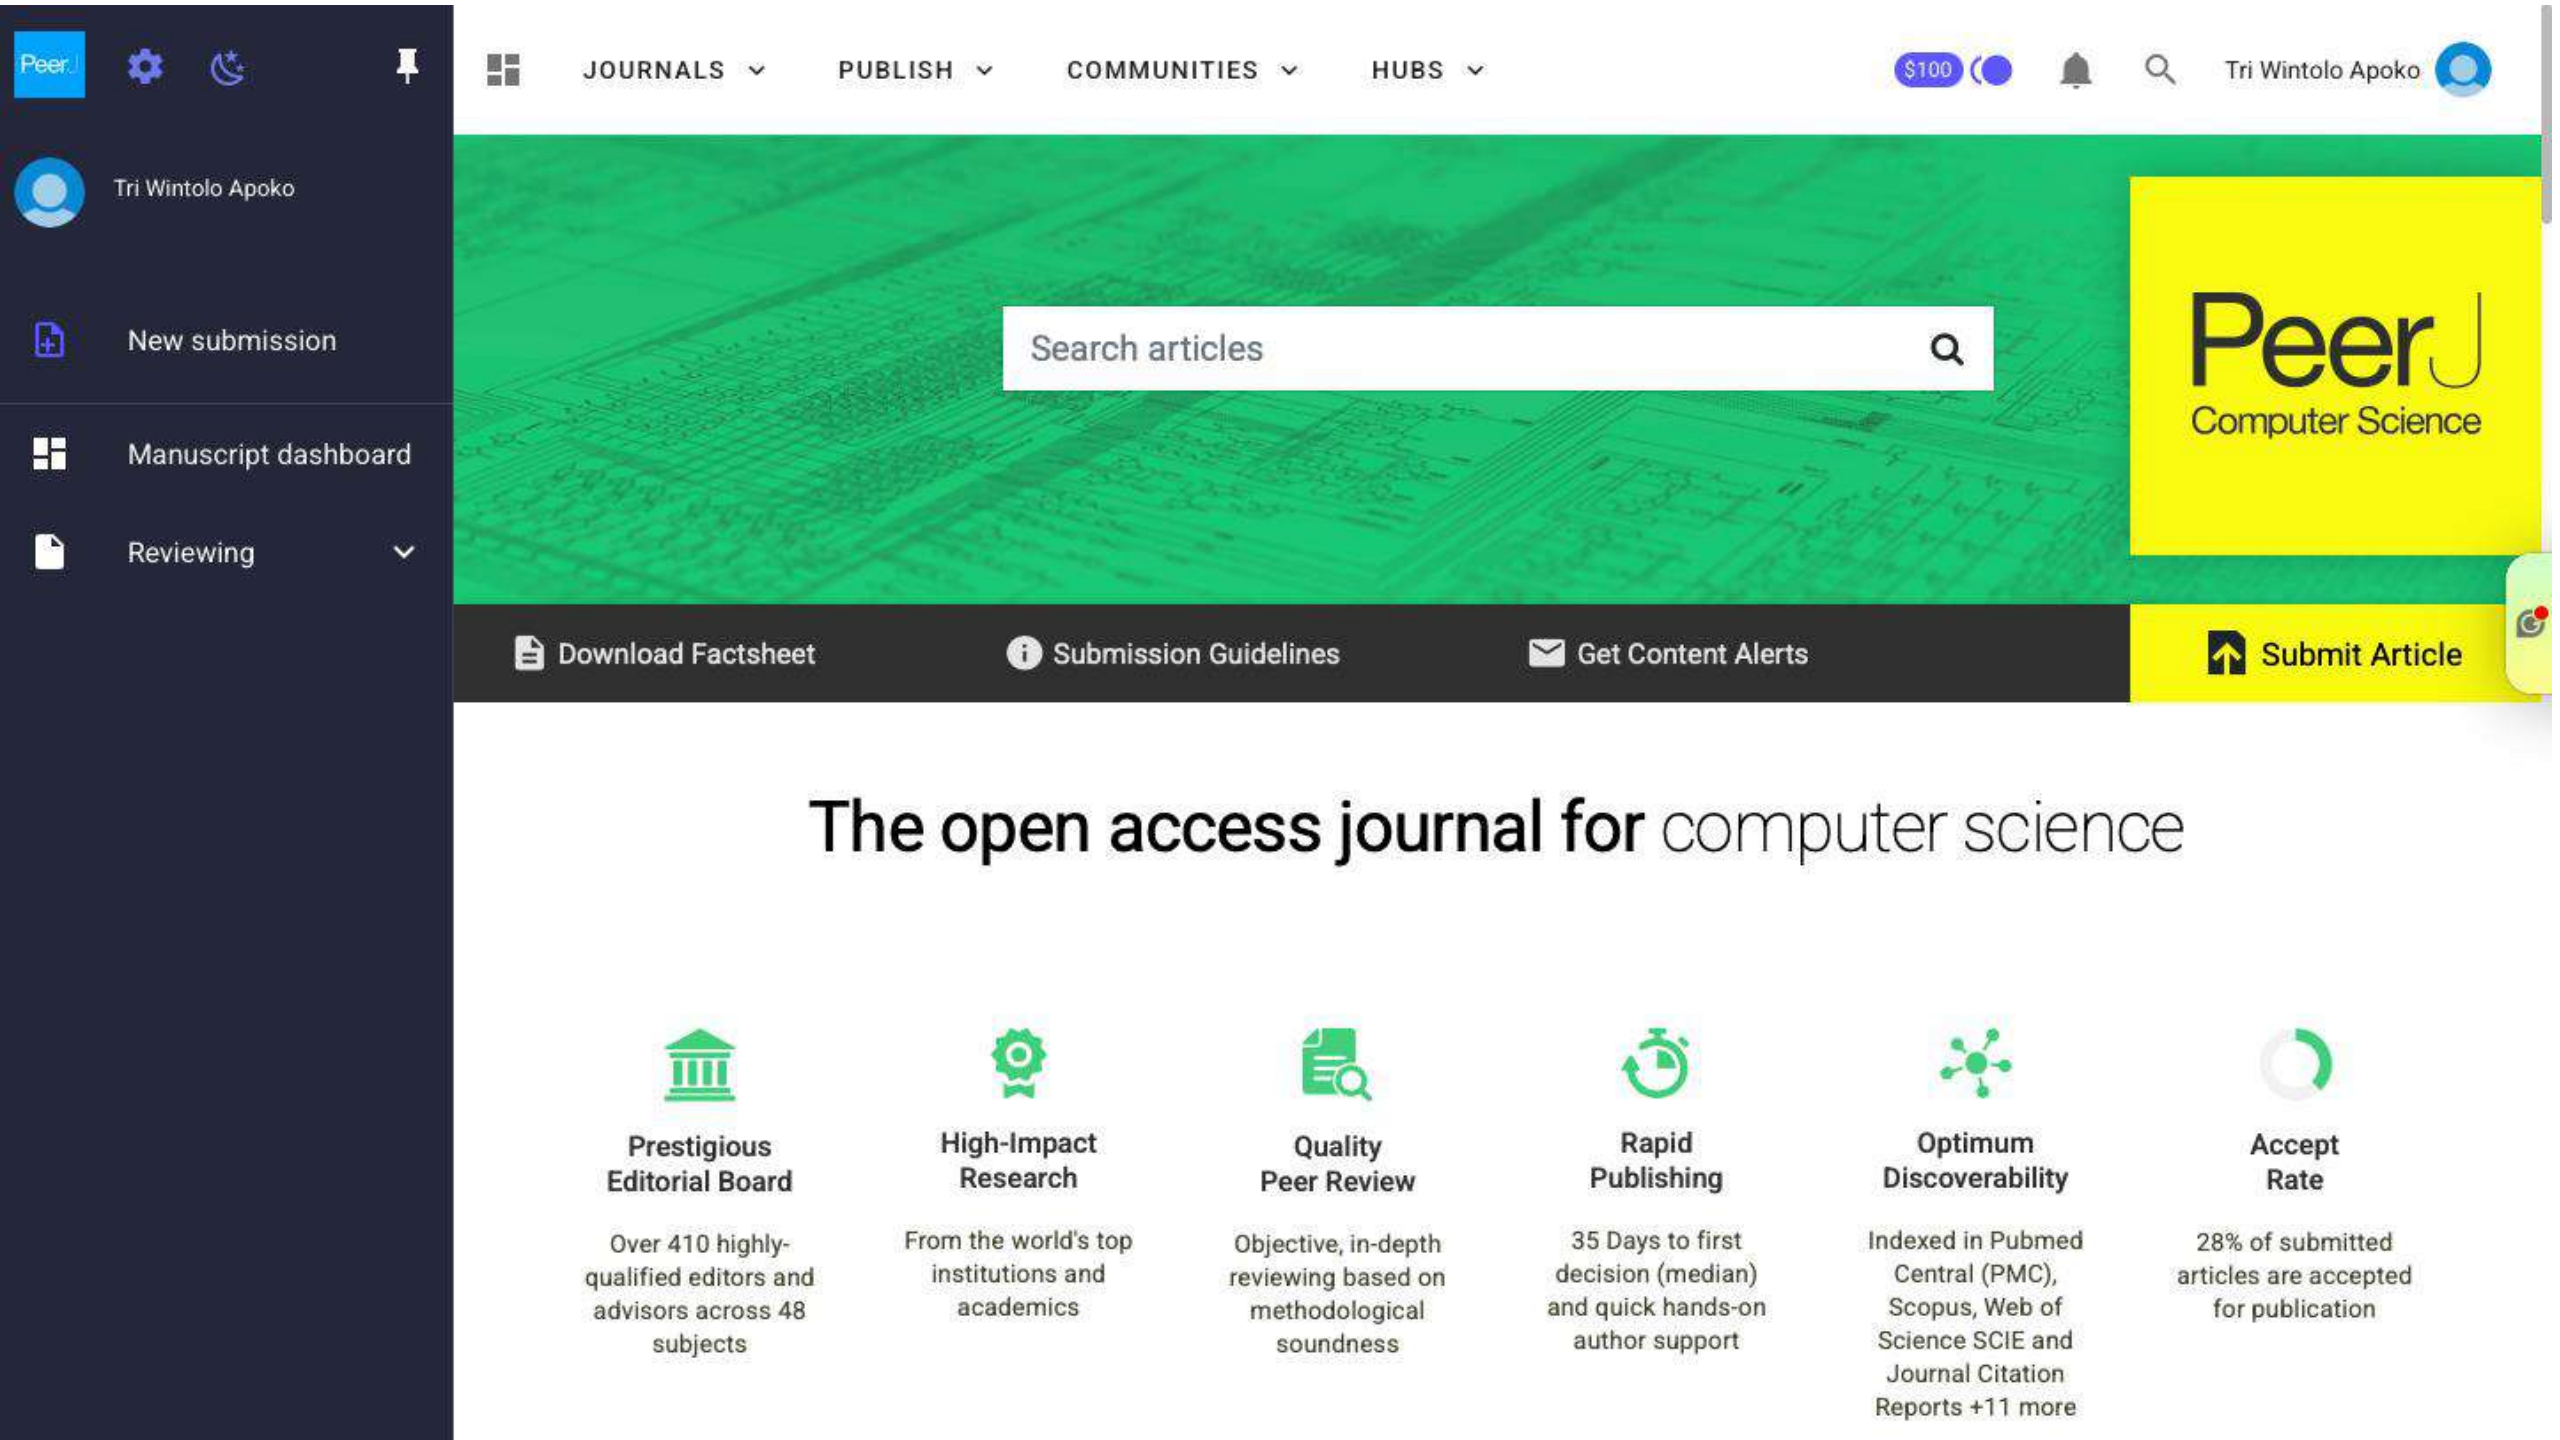 PeerJ
Tri Wintolo Apoko
New submission
Manuscript dashboard
Reviewing
JOURNALS
PUBLISH
COMMUNITIES
HUBS
$100
Tri Wintolo Apoko
Search articles
PeerJ
Computer Science
Download Factsheet
Submission Guidelines
Get Content Alerts
Submit Article
The open access journal for computer science
Prestigious
Editorial Board
Over 410 highly-
qualified editors and
advisors across 48
subjects
High-Impact
Research
From the world's top
institutions and
academics
Quality
Peer Review
Objective, in-depth
reviewing based on
methodological
soundness
Rapid
Publishing
35 Days to first
decision (median)
and quick hands-on
author support
Optimum
Discoverability
Indexed in Pubmed
Central (PMC),
Scopus, Web of
Science SCIE and
Journal Citation
Reports +11 more
Accept
Rate
28% of submitted
articles are accepted
for publication